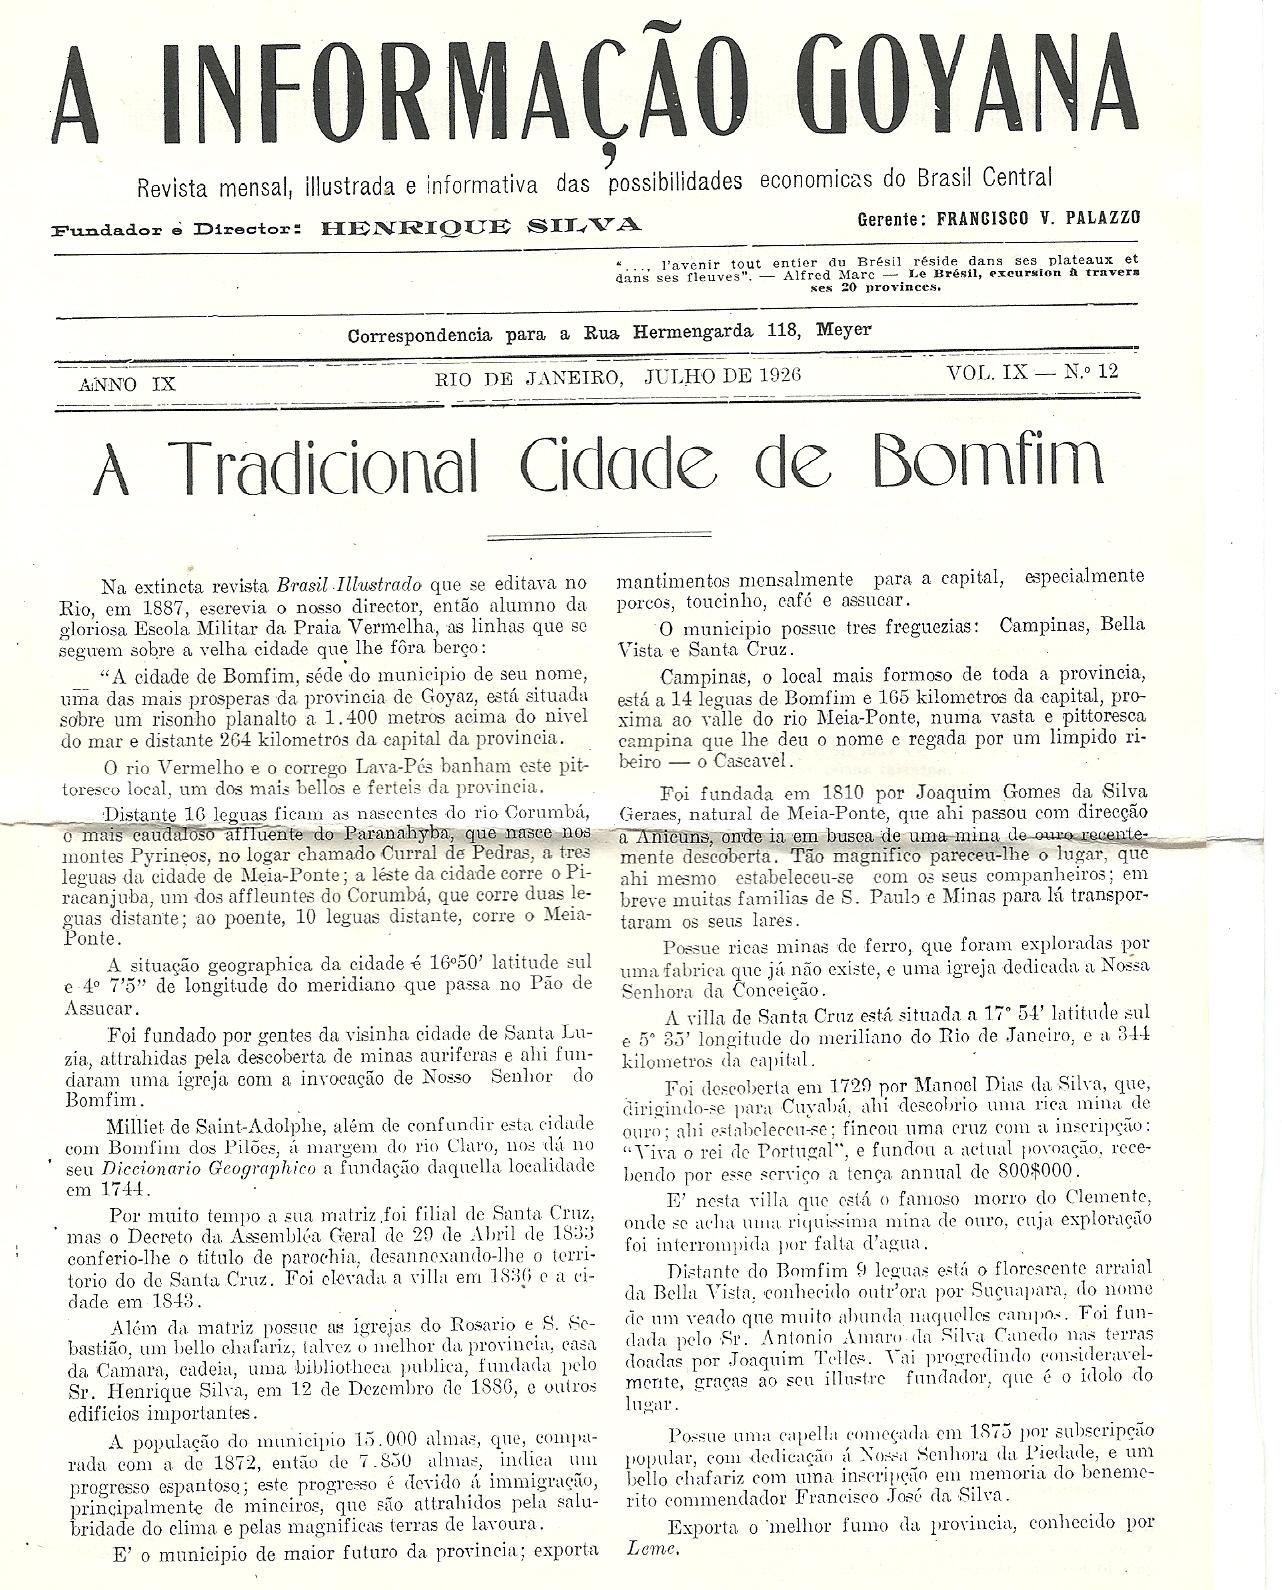 A INFORMAÇÃO GOYANA
Revista mensal, illustrada e informativa das possibilidades economicas do Brasil Central
Fundador e Director: HENRIQUE SILVA
Gerente: FRANCISCO V. PALAZZO
"..., l'avenir tout entier du Brésil réside dans ses plateaux et
dans ses fleuves". — Alfred Marc — Le Brésil, excursion à travers
ses 20 provinces.
Correspondencia para a Rua Hermengarda 118, Meyer
ANNO IX
RIO DE JANEIRO, JULHO DE 1926
VOL. IX — N.º 12
A Tradicional Cidade de Bomfim
Na extincta revista Brasil Illustrado que se editava no
Rio, em 1887, escrevia o nosso director, então alumno da
gloriosa Escola Militar da Praia Vermelha, as linhas que se
seguem sobre a velha cidade que lhe fôra berço:
"A cidade de Bomfim, séde do municipio de seu nome,
uma das mais prosperas da provincia de Goyaz, está situada
sobre um risonho planalto a 1.400 metros acima do nivel
do mar e distante 264 kilometros da capital da provincia.
O rio Vermelho e o corrego Lava-Pés banham este pit-
toresco local, um dos mais bellos e ferteis da provincia.
Distante 16 leguas ficam as nascentes do rio Corumbá,
o mais caudaloso affluente do Paranahyba, que nasce nos
montes Pyrineos, no logar chamado Curral de Pedras, a tres
leguas da cidade de Meia-Ponte; a léste da cidade corre o Pi-
racanjuba, um dos affleuntes do Corumbá, que corre duas le-
guas distante; ao poente, 10 leguas distante, corre o Meia-
Ponte.
A situação geographica da cidade é 16º50' latitude sul
e 4º 7'5" de longitude do meridiano que passa no Pão de
Assucar.
Foi fundado por gentes da visinha cidade de Santa Lu-
zia, attrahidas pela descoberta de minas auriferas e ahi fun-
daram uma igreja com a invocação de Nosso Senhor do
Bomfim.
Milliet de Saint-Adolphe, além de confundir esta cidade
com Bomfim dos Pilões, á margem do rio Claro, nos dá no
seu Diccionario Geographico a fundação daquella localidade
em 1744.
Por muito tempo a sua matriz foi filial de Santa Cruz,
mas o Decreto da Assembléa Geral de 29 de Abril de 1833
conferio-lhe o titulo de parochia, desannexando-lhe o terri-
torio do de Santa Cruz. Foi elevada a villa em 1836 e a ci-
dade em 1843.
Além da matriz possue as igrejas do Rosario e S. Se-
bastião, um bello chafariz, talvez o melhor da provincia, casa
da Camara, cadeia, uma bibliotheca publica, fundada pelo
Sr. Henrique Silva, em 12 de Dezembro de 1886, e outros
edificios importantes.
A população do municipio 15.000 almas, que, compa-
rada com a de 1872, então de 7.850 almas, indica um
progresso espantoso; este progresso é devido á immigração,
principalmente de mineiros, que são attrahidos pela salu-
bridade do clima e pelas magnificas terras de lavoura.
E' o municipio de maior futuro da provincia; exporta
mantimentos mensalmente para a capital, especialmente
porcos, toucinho, café e assucar.
O municipio possue tres freguezias: Campinas, Bella
Vista e Santa Cruz.
Campinas, o local mais formoso de toda a provincia,
está a 14 leguas de Bomfim e 165 kilometros da capital, pro-
xima ao valle do rio Meia-Ponte, numa vasta e pittoresca
campina que lhe deu o nome e regada por um limpido ri-
beiro — o Cascavel.
Foi fundada em 1810 por Joaquim Gomes da Silva
Geraes, natural de Meia-Ponte, que ahi passou com direcção
a Anicuns, onde ia em busca de uma mina de ouro recente-
mente descoberta. Tão magnifico pareceu-lhe o lugar, que
ahi mesmo estabeleceu-se com os seus companheiros; em
breve muitas familias de S. Paulo e Minas para lá transpor-
taram os seus lares.
Possue ricas minas de ferro, que foram exploradas por
uma fabrica que já não existe, e uma igreja dedicada a Nossa
Senhora da Conceição.
A villa de Santa Cruz está situada a 17º 54' latitude sul
e 5º 35' longitude do meriliano do Rio de Janeiro, e a 344
kilometros da capital.
Foi descoberta em 1729 por Manoel Dias da Silva, que,
dirigindo-se para Cuyabá, ahi descobrio uma rica mina de
ouro; ahi estabeleceu-se; fincou uma cruz com a inscripção:
"Viva o rei de Portugal", e fundou a actual povoação, rece-
bendo por esse serviço a tença annual de 800$000.
E' nesta villa que está o famoso morro do Clemente,
onde se acha uma riquissima mina de ouro, cuja exploração
foi interrompida por falta d'agua.
Distante do Bomfim 9 leguas está o florescente arraial
da Bella Vista, conhecido outr'ora por Suçuapara, do nome
de um veado que muito abunda naquelles campos. Foi fun-
dada pelo Sr. Antonio Amaro da Silva Canedo nas terras
doadas por Joaquim Telles. Vai progredindo consideravel-
mente, graças ao seu illustre fundador, que é o idolo do
lugar.
Possue uma capella começada em 1875 por subscripção
popular, com dedicação á Nossa Senhora da Piedade, e um
bello chafariz com uma inscripção em memoria do beneme-
rito commendador Francisco José da Silva.
Exporta o melhor fumo da provincia, conhecido por
Leme.